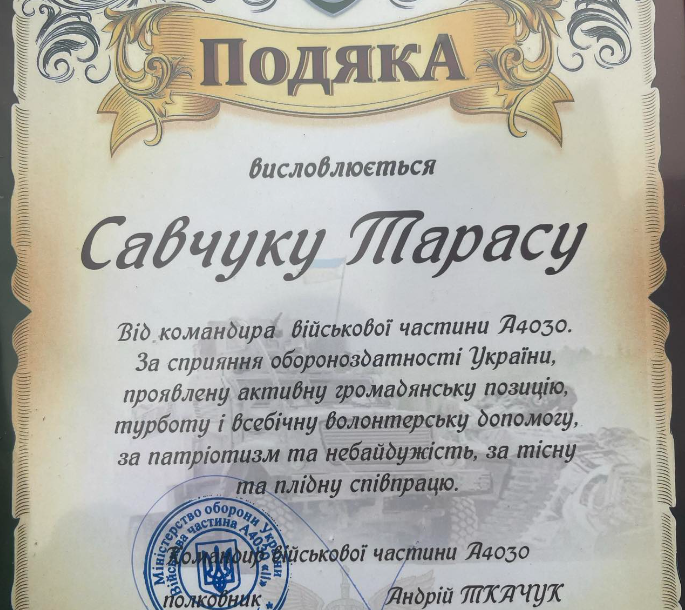 ПОДЯКА
висловлюється
Савчуку Тарасу
Від командира військової частини А4030.
За сприяння обороноздатності України,
проявлену активну громадянську позицію,
турботу і всебічну волонтерську допомогу,
за патріотизм та небайдужість, за тісну
та плідну співпрацю.
Міністерство оборони України
Військова частина А4030
Командир військової частини А4030
полковник Андрій ТКАЧУК